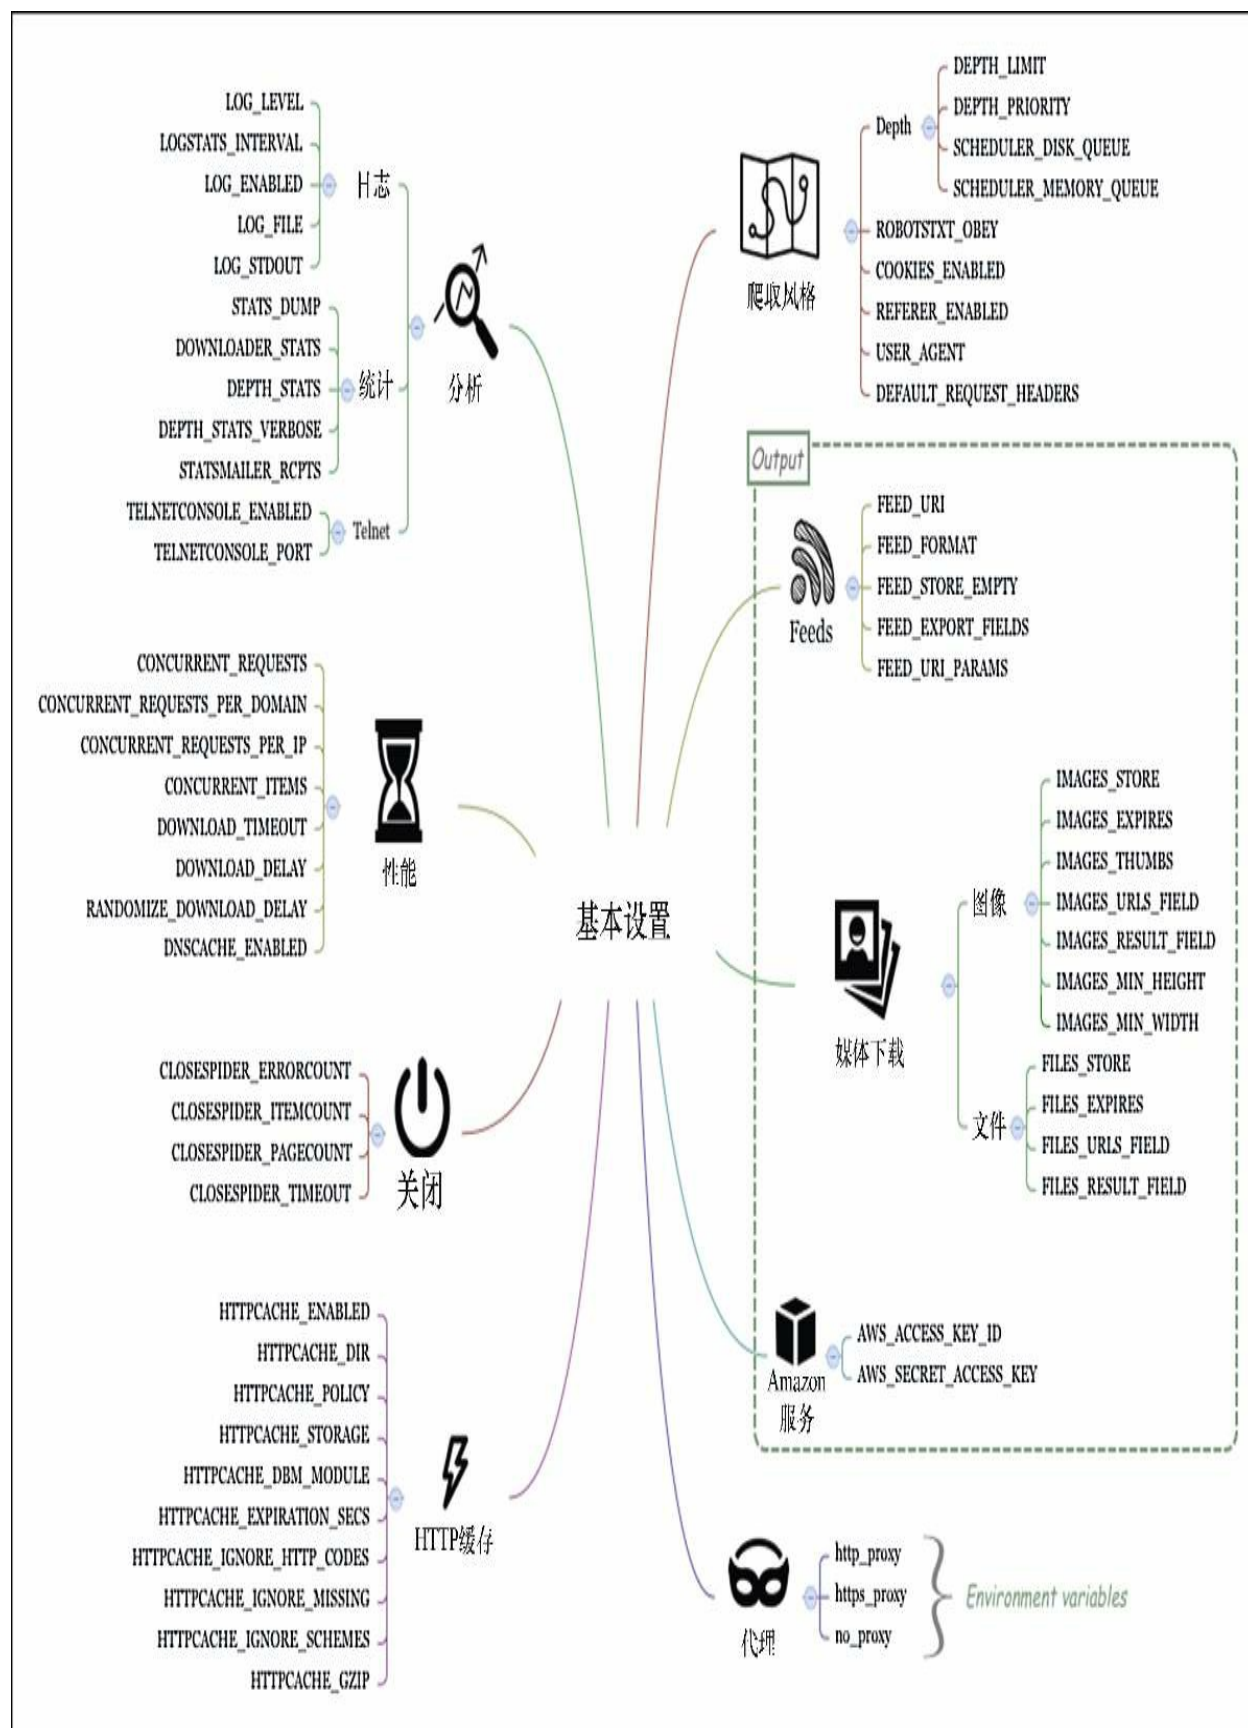 基本设置
分析
日志
LOG_LEVEL
LOGSTATS_INTERVAL
LOG_ENABLED
LOG_FILE
LOG_STDOUT
统计
STATS_DUMP
DOWNLOADER_STATS
DEPTH_STATS
DEPTH_STATS_VERBOSE
STATSMAILER_RCPTS
Telnet
TELNETCONSOLE_ENABLED
TELNETCONSOLE_PORT
性能
CONCURRENT_REQUESTS
CONCURRENT_REQUESTS_PER_DOMAIN
CONCURRENT_REQUESTS_PER_IP
CONCURRENT_ITEMS
DOWNLOAD_TIMEOUT
DOWNLOAD_DELAY
RANDOMIZE_DOWNLOAD_DELAY
DNSCACHE_ENABLED
关闭
CLOSESPIDER_ERRORCOUNT
CLOSESPIDER_ITEMCOUNT
CLOSESPIDER_PAGECOUNT
CLOSESPIDER_TIMEOUT
HTTP缓存
HTTPCACHE_ENABLED
HTTPCACHE_DIR
HTTPCACHE_POLICY
HTTPCACHE_STORAGE
HTTPCACHE_DBM_MODULE
HTTPCACHE_EXPIRATION_SECS
HTTPCACHE_IGNORE_HTTP_CODES
HTTPCACHE_IGNORE_MISSING
HTTPCACHE_IGNORE_SCHEMES
HTTPCACHE_GZIP
爬取风格
Depth
DEPTH_LIMIT
DEPTH_PRIORITY
SCHEDULER_DISK_QUEUE
SCHEDULER_MEMORY_QUEUE
ROBOTSTXT_OBEY
COOKIES_ENABLED
REFERER_ENABLED
USER_AGENT
DEFAULT_REQUEST_HEADERS
Output
Feeds
FEED_URI
FEED_FORMAT
FEED_STORE_EMPTY
FEED_EXPORT_FIELDS
FEED_URI_PARAMS
媒体下载
图像
IMAGES_STORE
IMAGES_EXPIRES
IMAGES_THUMBS
IMAGES_URLS_FIELD
IMAGES_RESULT_FIELD
IMAGES_MIN_HEIGHT
IMAGES_MIN_WIDTH
文件
FILES_STORE
FILES_EXPIRES
FILES_URLS_FIELD
FILES_RESULT_FIELD
Amazon
服务
AWS_ACCESS_KEY_ID
AWS_SECRET_ACCESS_KEY
代理
http_proxy
https_proxy
no_proxy
Environment variables